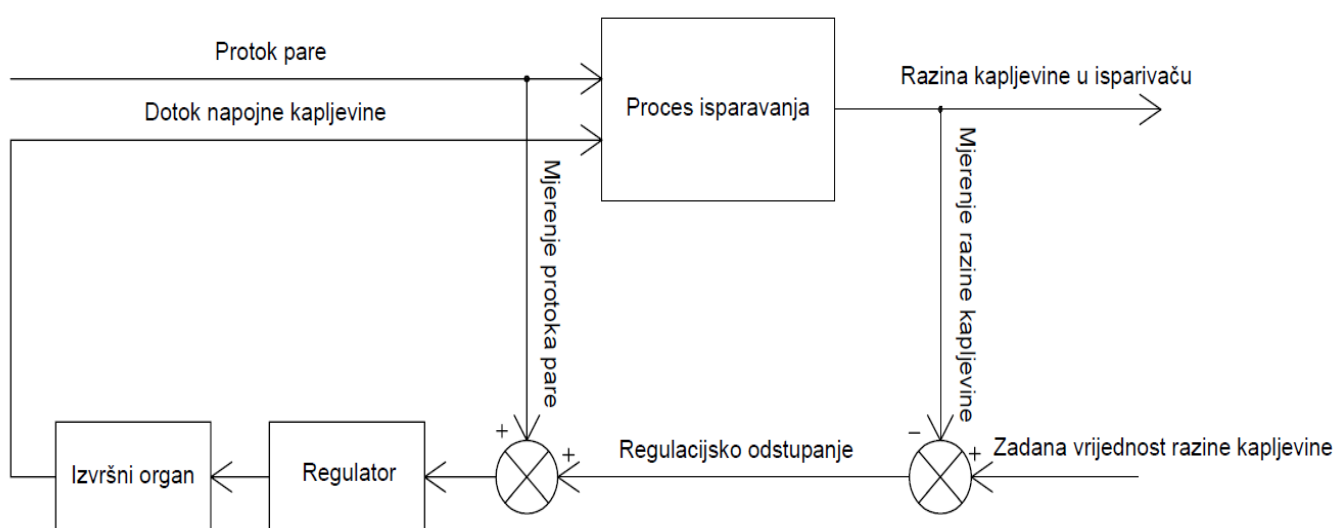 Protok pare
Dotok napojne kapljevine
Proces isparavanja
Razina kapljevine u isparivaču
Mjerenje protoka pare
Mjerenje razine kapljevine
Izvršni organ
Regulator
+
+
Regulacijsko odstupanje
−
+
Zadana vrijednost razine kapljevine